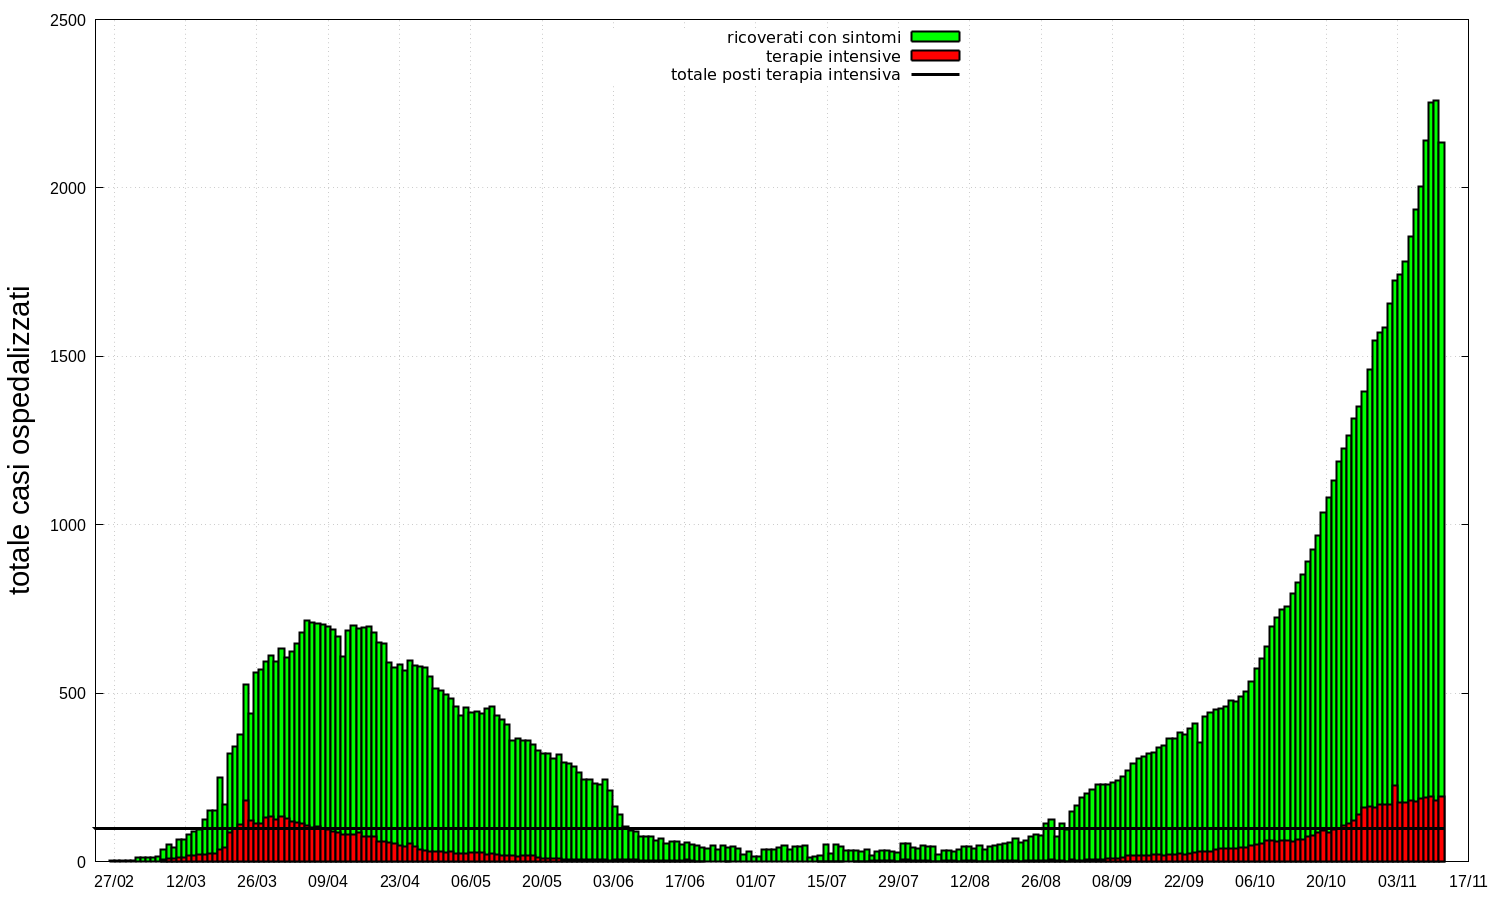 ricoverati con sintomi
terapie intensive
totale posti terapia intensiva
totale casi ospedalizzati
2500
2000
1500
1000
500
0
27/02 12/03 26/03 09/04 23/04 06/05 20/05 03/06 17/06 01/07 15/07 29/07 12/08 26/08 08/09 22/09 06/10 20/10 03/11 17/11